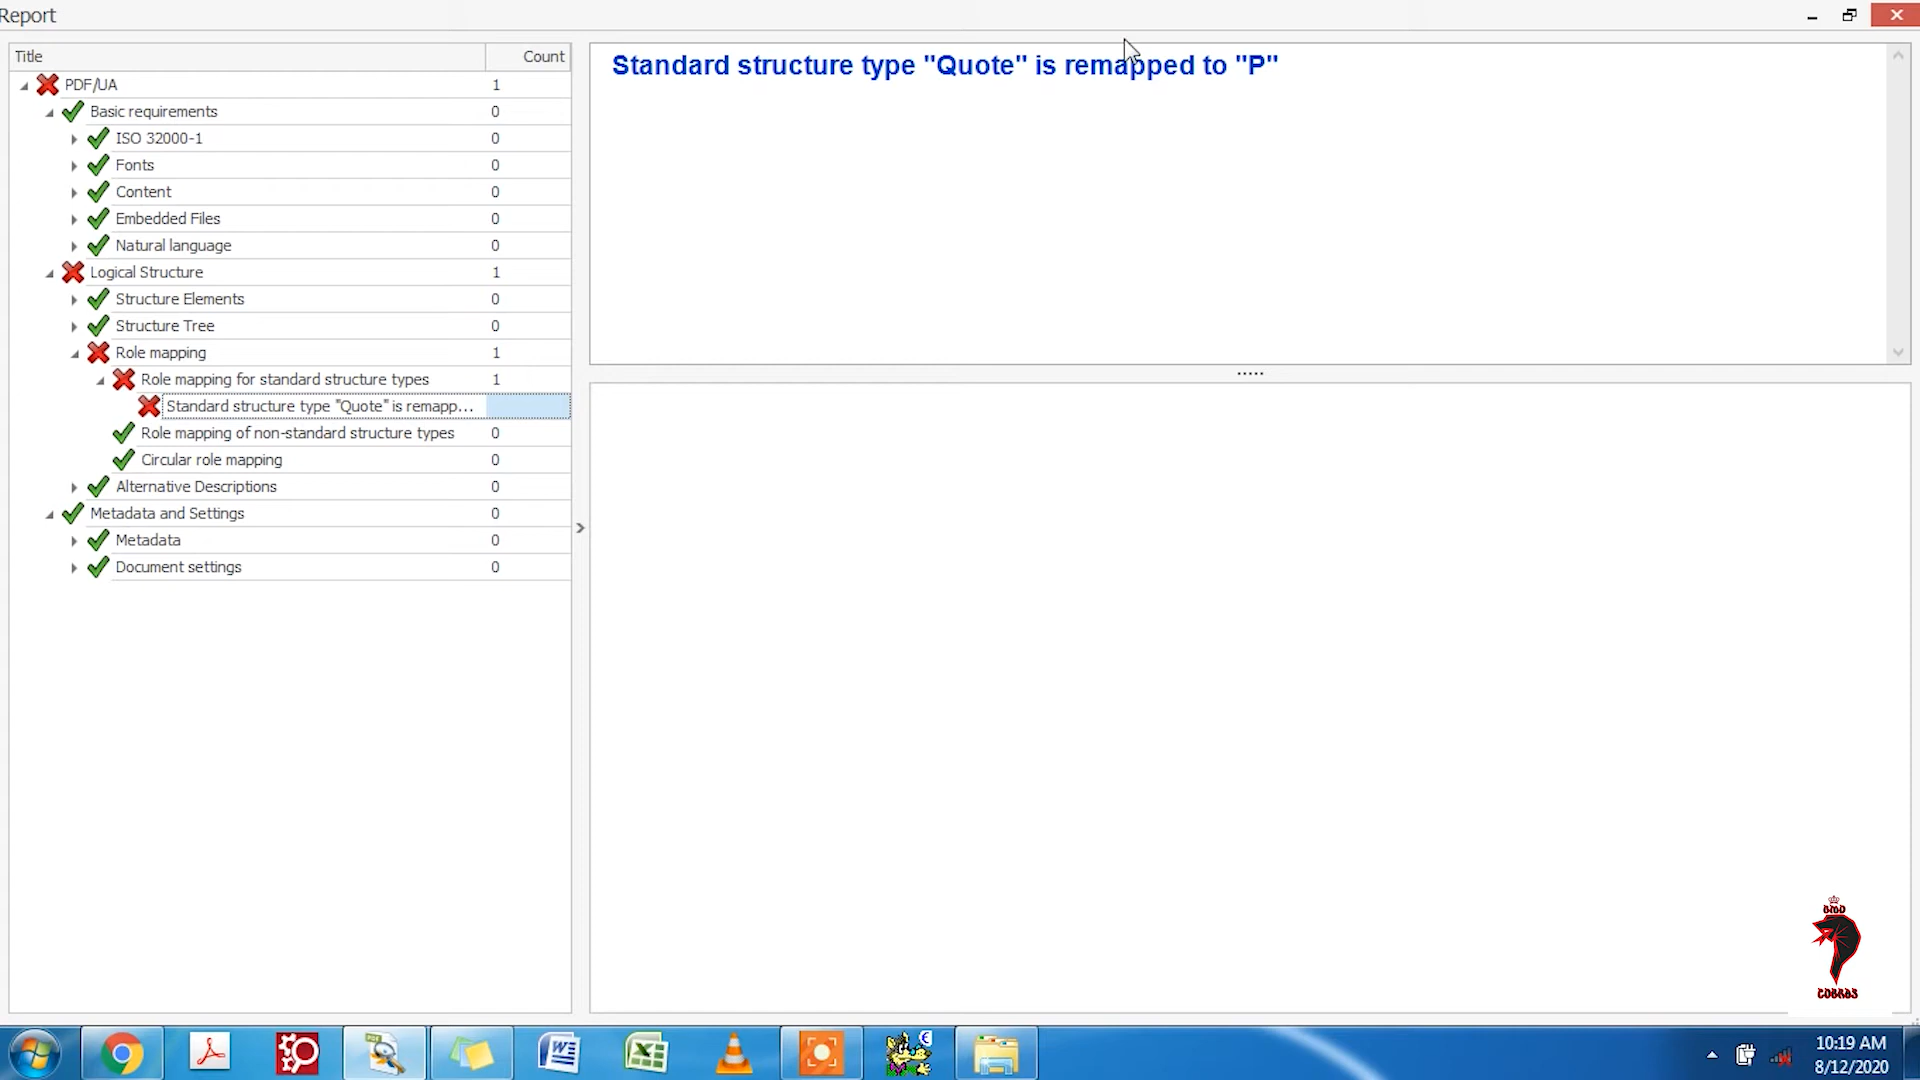 Report
Title Count
PDF/UA 1
Basic requirements 0
ISO 32000-1 0
Fonts 0
Content 0
Embedded Files 0
Natural language 0
Logical Structure 1
Structure Elements 0
Structure Tree 0
Role mapping 1
Role mapping for standard structure types 1
Standard structure type "Quote" is remapp...
Role mapping of non-standard structure types 0
Circular role mapping 0
Alternative Descriptions 0
Metadata and Settings 0
Metadata 0
Document settings 0
Standard structure type "Quote" is remapped to "P"
COBRAS
10:19 AM
8/12/2020